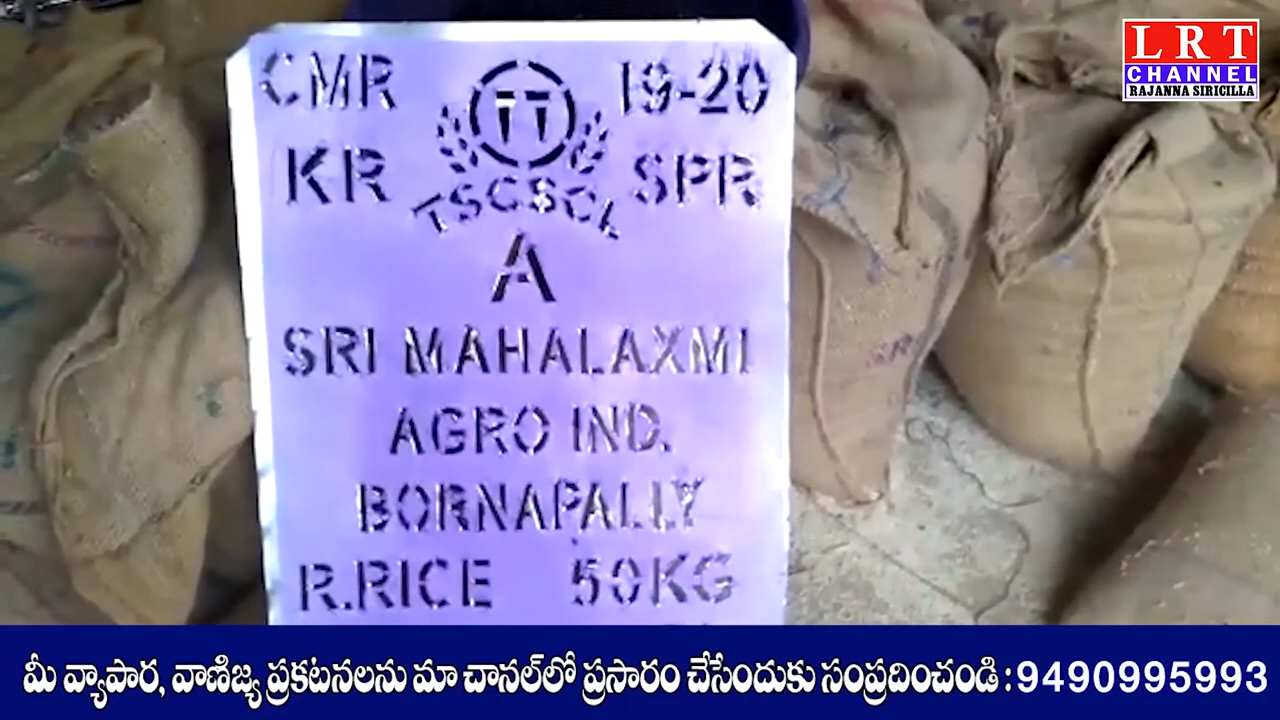 CMR 19-20
KR SPR
TSCSCL
A
SRI MAHALAXMI
AGRO IND.
BORNAPALLY
R.RICE 50KG
LRT
CHANNEL
RAJANNA SIRICILLA
మీ వ్యాపార, వాణిజ్య ప్రకటనలను మా చానల్‌లో ప్రసారం చేసేందుకు సంప్రదించండి :9490995993